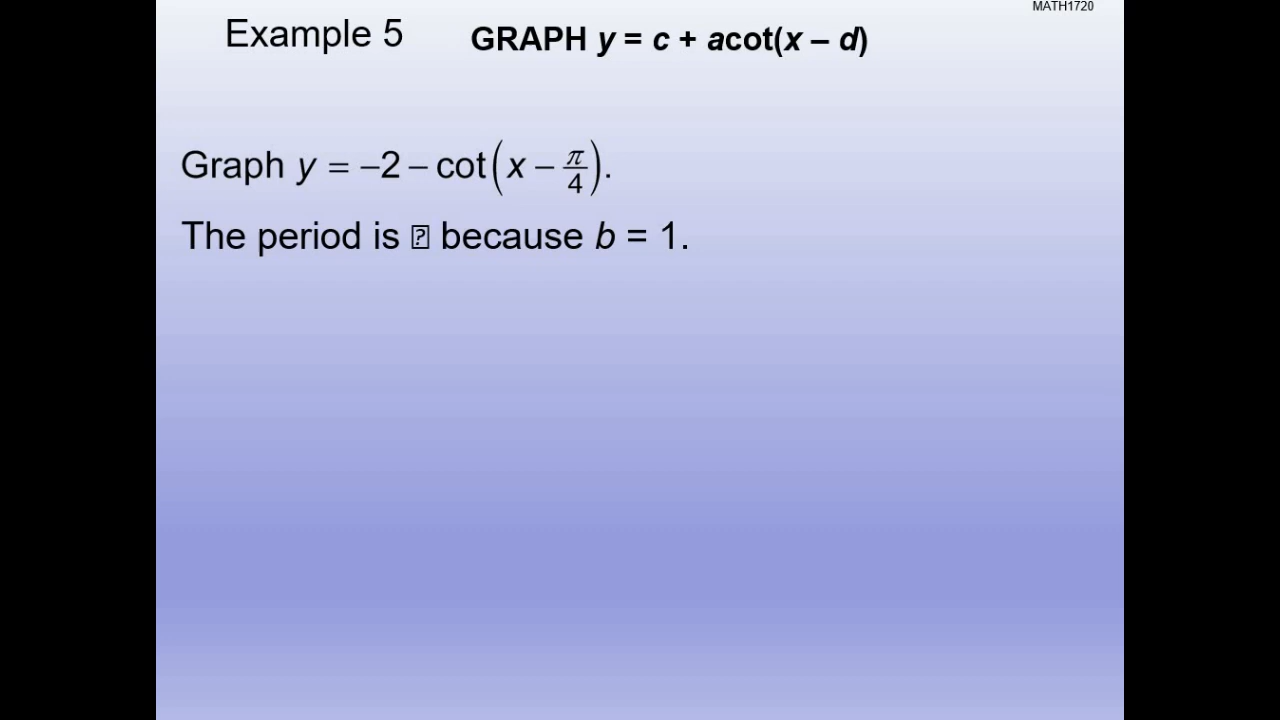 MATH1720
Example 5 GRAPH y = c + acot(x – d)
Graph y = −2 − cot(x − π/4).
The period is ⍰ because b = 1.